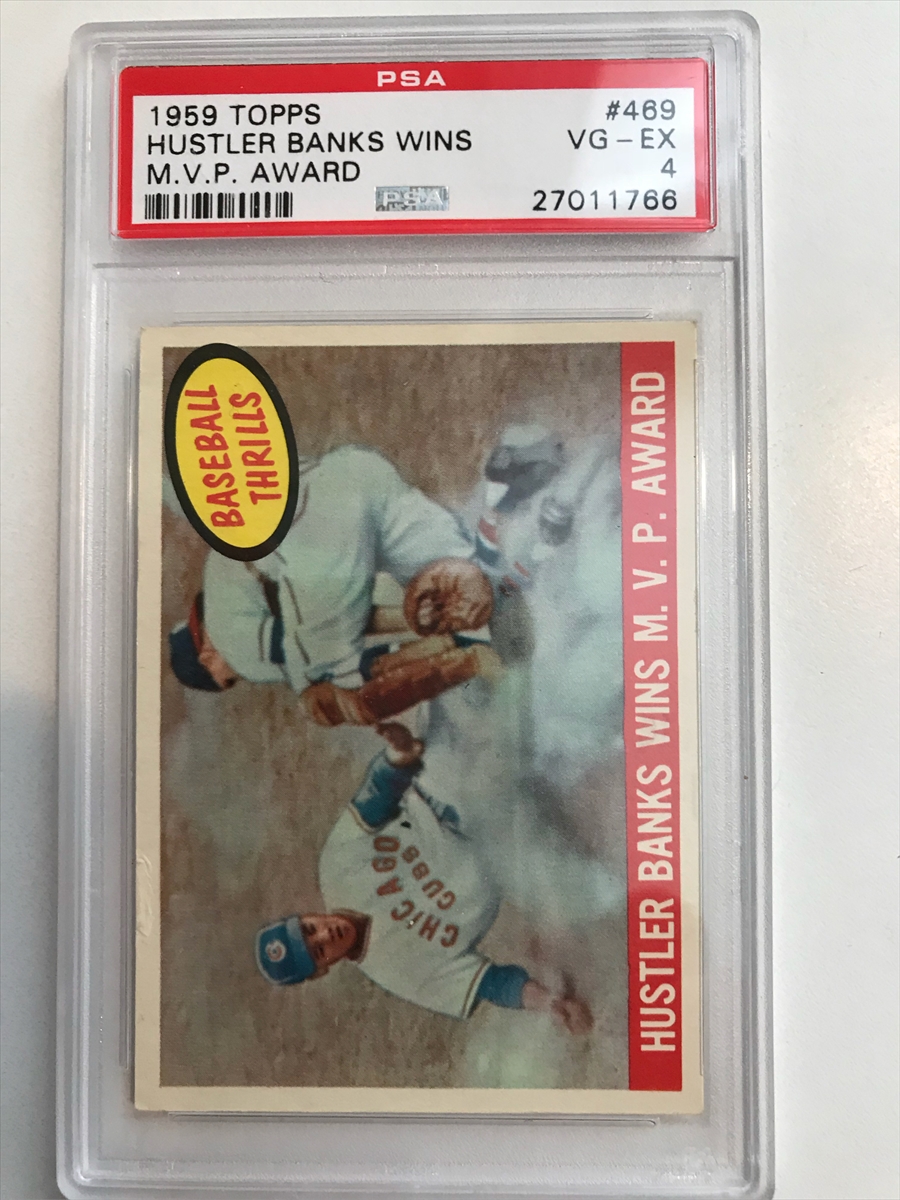 PSA
1959 TOPPS #469
HUSTLER BANKS WINS VG - EX
M.V.P. AWARD 4
PSA 27011766
BASEBALL
THRILLS
CHICAGO
CUBS
HUSTLER BANKS WINS M. V. P. AWARD